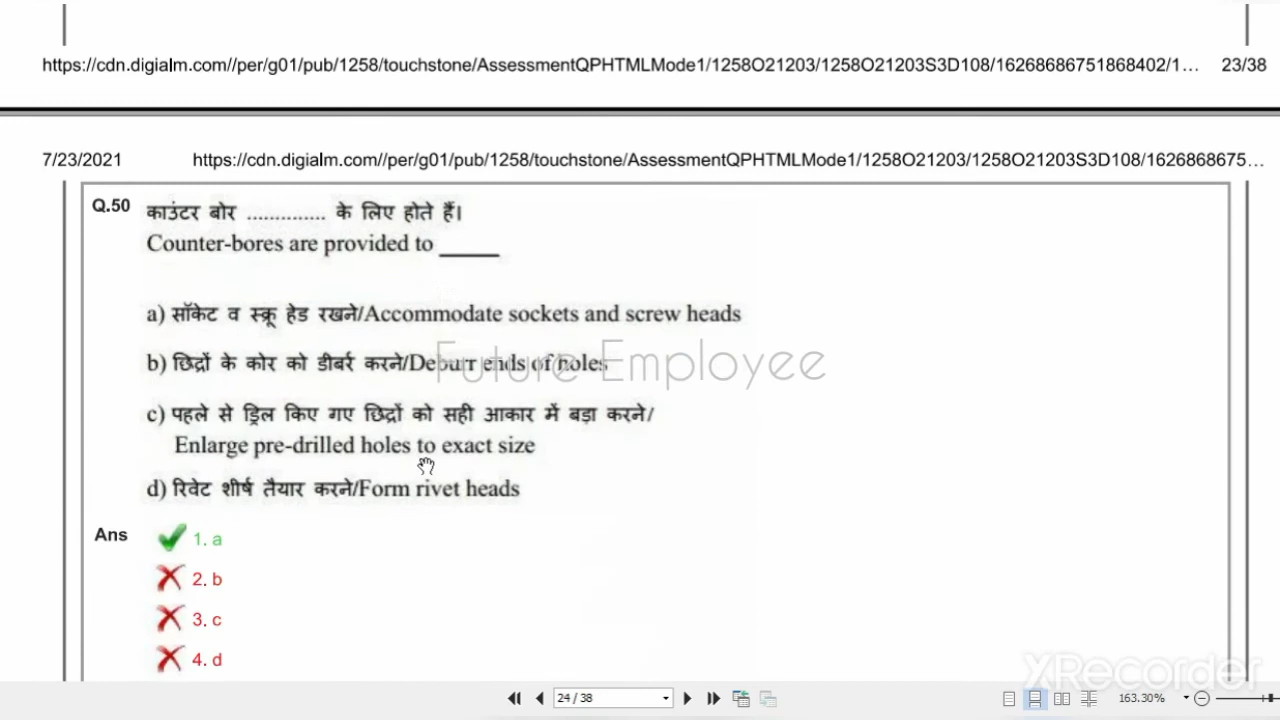 https://cdn.digialm.com//per/g01/pub/1258/touchstone/AssessmentQPHTMLMode1/1258O21203/1258O21203S3D108/16268686751868402/1... 23/38
7/23/2021 https://cdn.digialm.com//per/g01/pub/1258/touchstone/AssessmentQPHTMLMode1/1258O21203/1258O21203S3D108/1626868675...
Q.50 काउंटर बोर .............. के लिए होते हैं।
Counter-bores are provided to _____
a) सॉकेट व स्क्रू हेड रखने/Accommodate sockets and screw heads
b) छिद्रों के कोर को डीबर्र करने/Deburr ends of holes
Future Employee
c) पहले से ड्रिल किए गए छिद्रों को सही आकार में बड़ा करने/
Enlarge pre-drilled holes to exact size
d) रिवेट शीर्ष तैयार करने/Form rivet heads
Ans 1. a
2. b
3. c
4. d
XRecorder
24 / 38 163.30%